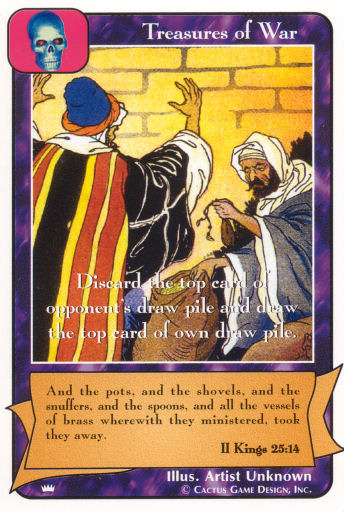 Treasures of War
Discard the top card of
opponent's draw pile and draw
the top card of own draw pile.
And the pots, and the shovels, and the
snuffers, and the spoons, and all the vessels
of brass wherewith they ministered, took
they away.
II Kings 25:14
Illus. Artist Unknown
© Cactus Game Design, Inc.